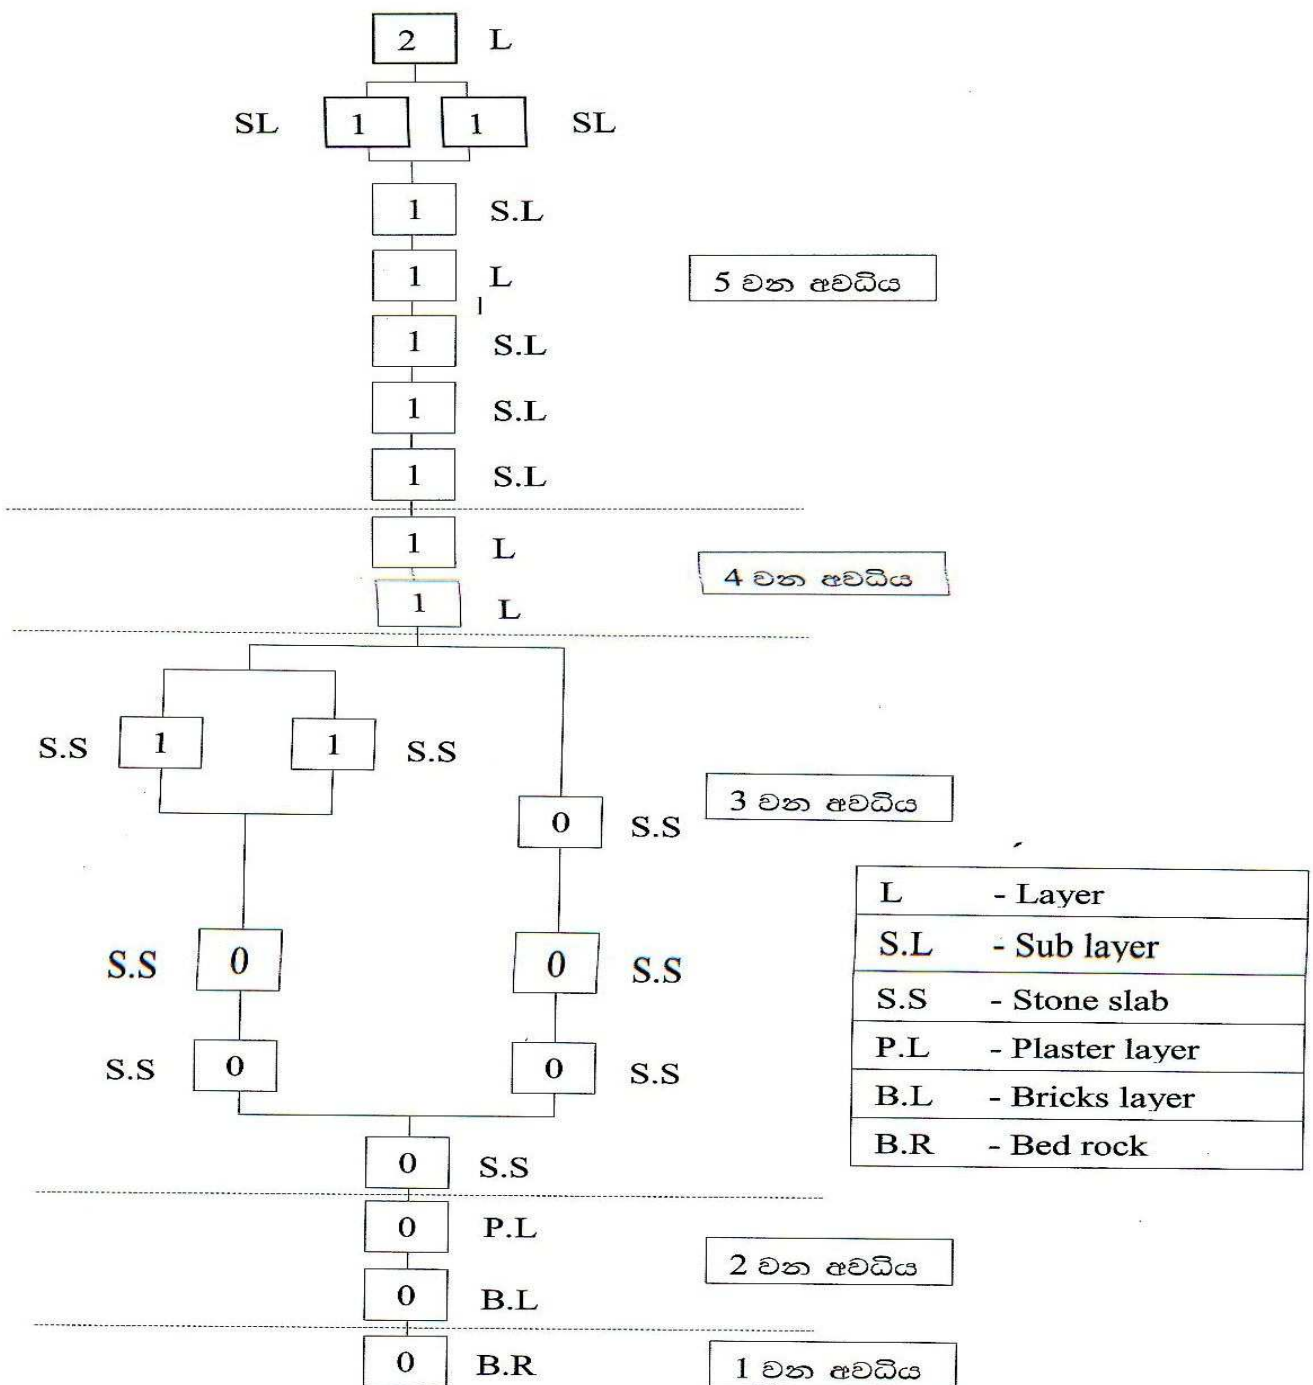 2 L
SL 1 1 SL
1 S.L
1 L
5 වන අවධිය
1 S.L
1 S.L
1 S.L
1 L
4 වන අවධිය
1 L
S.S 1 1 S.S
3 වන අවධිය
0 S.S
L - Layer
S.L - Sub layer
S.S - Stone slab
P.L - Plaster layer
B.L - Bricks layer
B.R - Bed rock
S.S 0 0 S.S
S.S 0 0 S.S
0 S.S
0 P.L
2 වන අවධිය
0 B.L
0 B.R
1 වන අවධිය